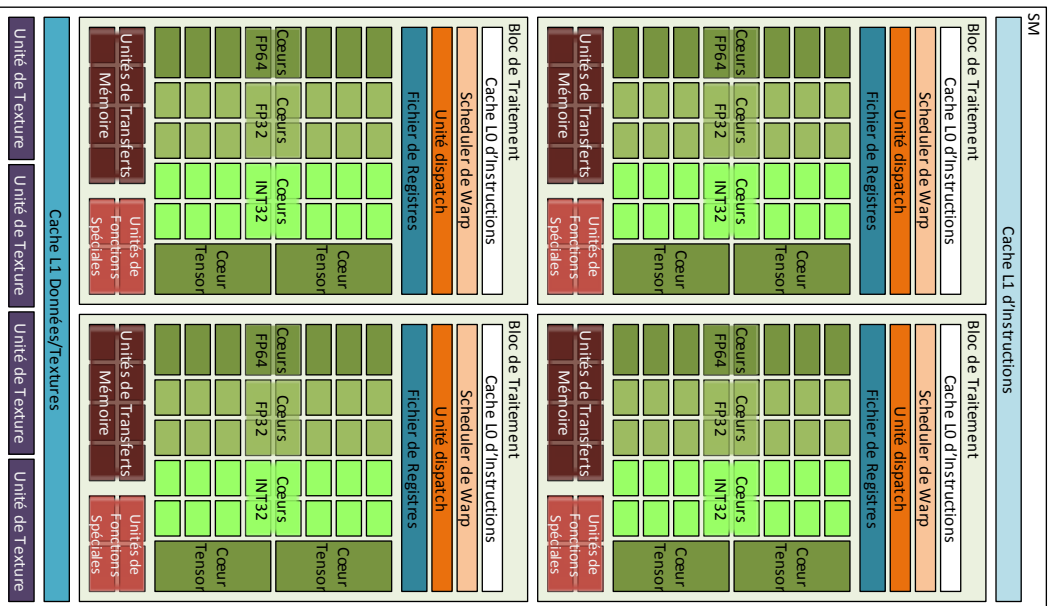 SM
Cache L1 d'Instructions
Bloc de Traitement
Cache L0 d'Instructions
Scheduler de Warp
Unité dispatch
Fichier de Registres
Cœurs
FP64
Cœurs
FP32
Cœurs
INT32
Cœur
Tensor
Cœur
Tensor
Unités de Transferts
Mémoire
Unités de
Fonctions
Spéciales
Bloc de Traitement
Cache L0 d'Instructions
Scheduler de Warp
Unité dispatch
Fichier de Registres
Cœurs
FP64
Cœurs
FP32
Cœurs
INT32
Cœur
Tensor
Cœur
Tensor
Unités de Transferts
Mémoire
Unités de
Fonctions
Spéciales
Bloc de Traitement
Cache L0 d'Instructions
Scheduler de Warp
Unité dispatch
Fichier de Registres
Cœurs
FP64
Cœurs
FP32
Cœurs
INT32
Cœur
Tensor
Cœur
Tensor
Unités de Transferts
Mémoire
Unités de
Fonctions
Spéciales
Bloc de Traitement
Cache L0 d'Instructions
Scheduler de Warp
Unité dispatch
Fichier de Registres
Cœurs
FP64
Cœurs
FP32
Cœurs
INT32
Cœur
Tensor
Cœur
Tensor
Unités de Transferts
Mémoire
Unités de
Fonctions
Spéciales
Cache L1 Données/Textures
Unité de Texture
Unité de Texture
Unité de Texture
Unité de Texture